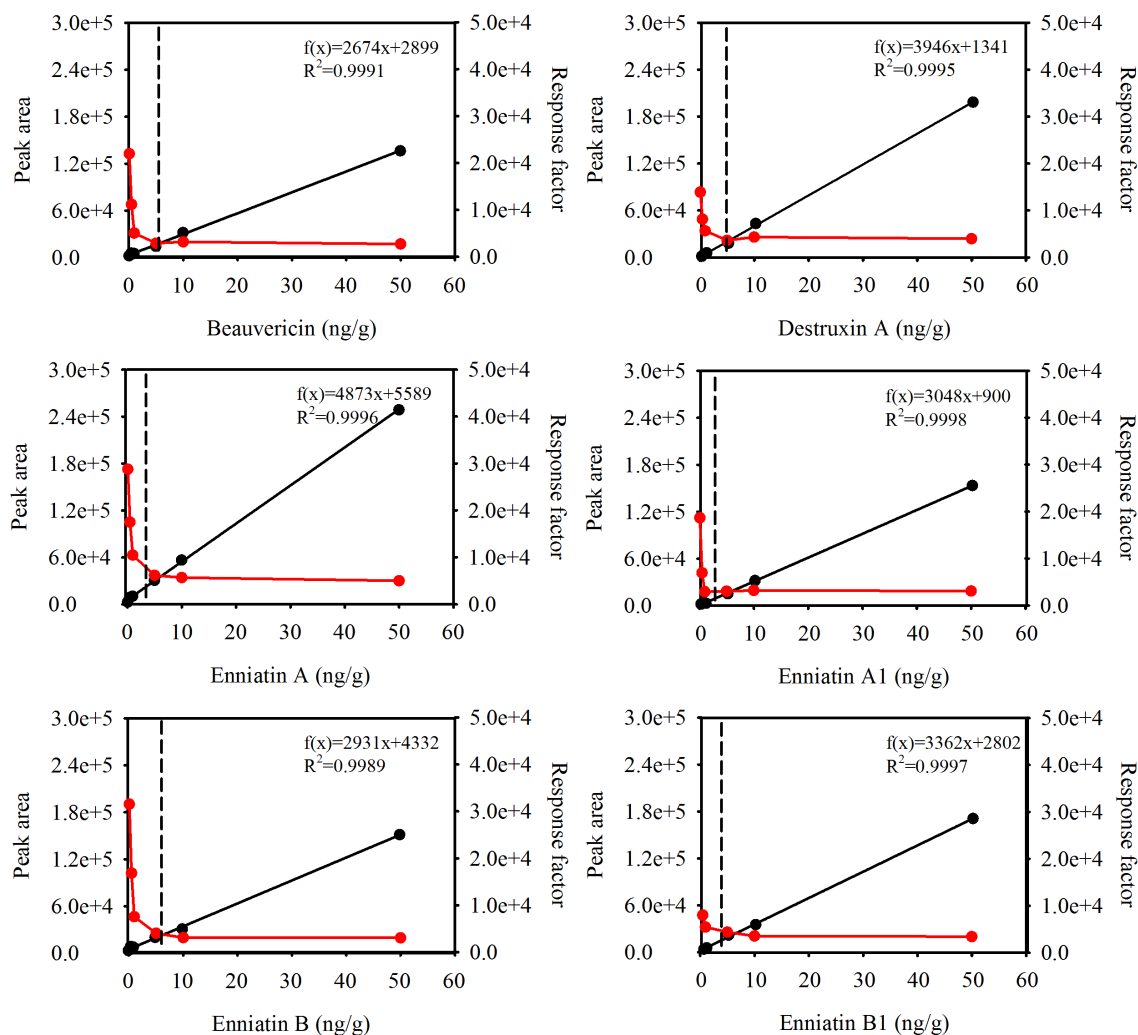 3.0e+5
2.4e+5
1.8e+5
1.2e+5
6.0e+4
0.0
Peak area
f(x)=2674x+2899
R²=0.9991
5.0e+4
4.0e+4
3.0e+4
2.0e+4
1.0e+4
0.0
Response factor
0 10 20 30 40 50 60
Beauvericin (ng/g)
3.0e+5
2.4e+5
1.8e+5
1.2e+5
6.0e+4
0.0
Peak area
f(x)=3946x+1341
R²=0.9995
5.0e+4
4.0e+4
3.0e+4
2.0e+4
1.0e+4
0.0
Response factor
0 10 20 30 40 50 60
Destruxin A (ng/g)
3.0e+5
2.4e+5
1.8e+5
1.2e+5
6.0e+4
0.0
Peak area
f(x)=4873x+5589
R²=0.9996
5.0e+4
4.0e+4
3.0e+4
2.0e+4
1.0e+4
0.0
Response factor
0 10 20 30 40 50 60
Enniatin A (ng/g)
3.0e+5
2.4e+5
1.8e+5
1.2e+5
6.0e+4
0.0
Peak area
f(x)=3048x+900
R²=0.9998
5.0e+4
4.0e+4
3.0e+4
2.0e+4
1.0e+4
0.0
Response factor
0 10 20 30 40 50 60
Enniatin A1 (ng/g)
3.0e+5
2.4e+5
1.8e+5
1.2e+5
6.0e+4
0.0
Peak area
f(x)=2931x+4332
R²=0.9989
5.0e+4
4.0e+4
3.0e+4
2.0e+4
1.0e+4
0.0
Response factor
0 10 20 30 40 50 60
Enniatin B (ng/g)
3.0e+5
2.4e+5
1.8e+5
1.2e+5
6.0e+4
0.0
Peak area
f(x)=3362x+2802
R²=0.9997
5.0e+4
4.0e+4
3.0e+4
2.0e+4
1.0e+4
0.0
Response factor
0 10 20 30 40 50 60
Enniatin B1 (ng/g)